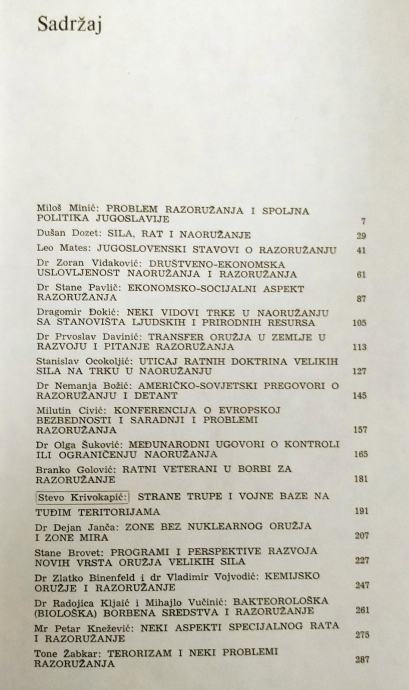 Sadržaj
Miloš Minić: PROBLEM RAZORUŽANJA I SPOLJNA
POLITIKA JUGOSLAVIJE 7
Dušan Dozet: SILA, RAT I NAORUŽANJE 29
Leo Mates: JUGOSLOVENSKI STAVOVI O RAZORUŽANJU 41
Dr Zoran Vidaković: DRUŠTVENO-EKONOMSKA
USLOVLJENOST NAORUŽANJA I RAZORUŽANJA 61
Dr Stane Pavlič: EKONOMSKO-SOCIJALNI ASPEKT
RAZORUŽANJA 87
Dragomir Đokić: NEKI VIDOVI TRKE U NAORUŽANJU
SA STANOVIŠTA LJUDSKIH I PRIRODNIH RESURSA 105
Dr Prvoslav Davinić: TRANSFER ORUŽJA U ZEMLJE U
RAZVOJU I PITANJE RAZORUŽANJA 113
Stanislav Ocokoljić: UTICAJ RATNIH DOKTRINA VELIKIH
SILA NA TRKU U NAORUŽANJU 127
Dr Nemanja Božić: AMERIČKO-SOVJETSKI PREGOVORI O
RAZORUŽANJU I DETANT 145
Milutin Civić: KONFERENCIJA O EVROPSKOJ
BEZBEDNOSTI I SARADNJI I PROBLEMI
RAZORUŽANJA 157
Dr Olga Šuković: MEĐUNARODNI UGOVORI O KONTROLI
ILI OGRANIČENJU NAORUŽANJA 165
Branko Golović: RATNI VETERANI U BORBI ZA
RAZORUŽANJE 181
Stevo Krivokapić: STRANE TRUPE I VOJNE BAZE NA
TUĐIM TERITORIJAMA 191
Dr Dejan Janča: ZONE BEZ NUKLEARNOG ORUŽJA
I ZONE MIRA 207
Stane Brovet: PROGRAMI I PERSPEKTIVE RAZVOJA
NOVIH VRSTA ORUŽJA VELIKIH SILA 227
Dr Zlatko Binenfeld i dr Vladimir Vojvodić: KEMIJSKO
ORUŽJE I RAZORUŽANJE 247
Dr Radojica Kljaić i Mihajlo Vučinić: BAKTEOROLOŠKA
(BIOLOŠKA) BORBENA SREDSTVA I RAZORUŽANJE 261
Mr Petar Knežević: NEKI ASPEKTI SPECIJALNOG RATA
I RAZORUŽANJE 275
Tone Žabkar: TERORIZAM I NEKI PROBLEMI
RAZORUŽANJA 287